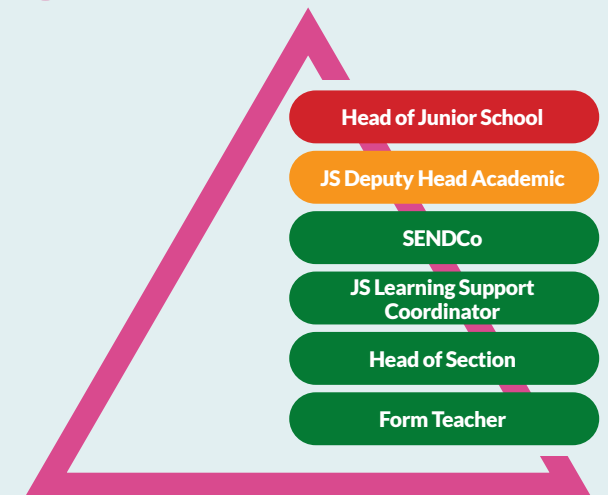 Head of Junior School
JS Deputy Head Academic
SENDCo
JS Learning Support
Coordinator
Head of Section
Form Teacher